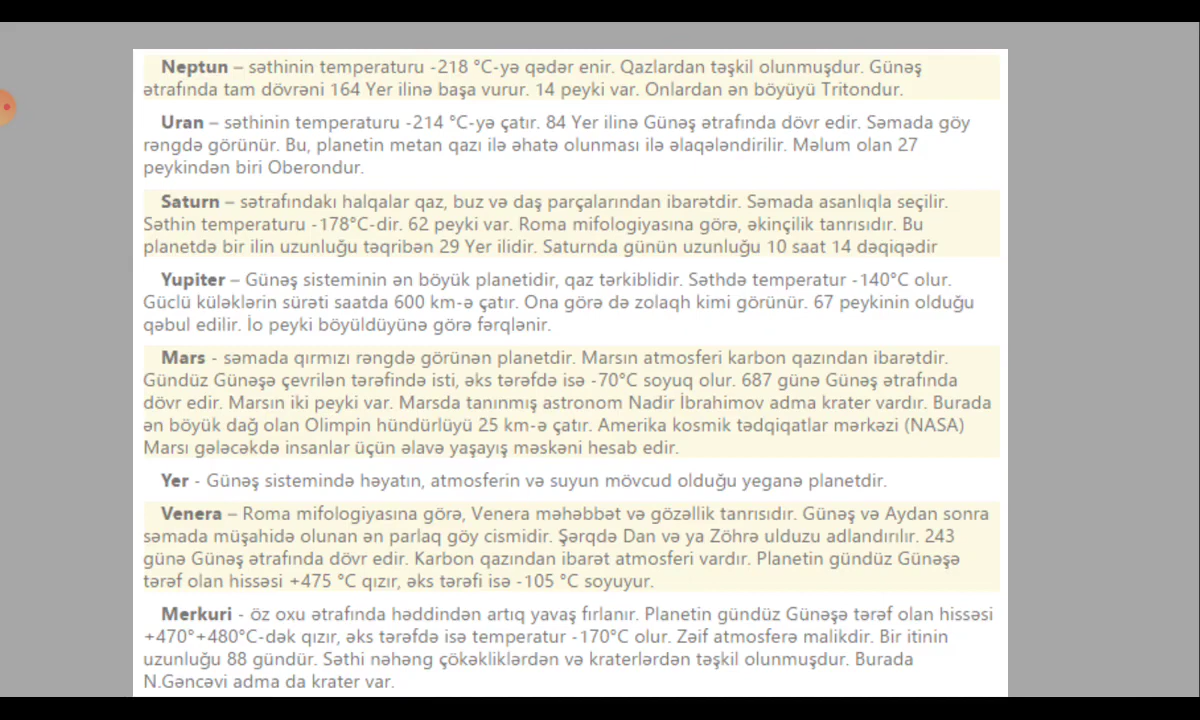 Neptun – səthinin temperaturu -218 °C-yə qədər enir. Qazlardan təşkil olunmuşdur. Günəş
ətrafında tam dövrəni 164 Yer ilinə başa vurur. 14 peyki var. Onlardan ən böyüyü Tritondur.
Uran – səthinin temperaturu -214 °C-yə çatır. 84 Yer ilinə Günəş ətrafında dövr edir. Səmada göy
rəngdə görünür. Bu, planetin metan qazı ilə əhatə olunması ilə əlaqələndirilir. Məlum olan 27
peykindən biri Oberondur.
Saturn – sətrafındakı halqalar qaz, buz və daş parçalarından ibarətdir. Səmada asanlıqla seçilir.
Səthin temperaturu -178°C-dir. 62 peyki var. Roma mifologiyasına görə, əkinçilik tanrısıdır. Bu
planetdə bir ilin uzunluğu təqribən 29 Yer ilidir. Saturnda günün uzunluğu 10 saat 14 dəqiqədir
Yupiter – Günəş sisteminin ən böyük planetidir, qaz tərkiblidir. Səthdə temperatur -140°C olur.
Güclü küləklərin sürəti saatda 600 km-ə çatır. Ona görə də zolaqh kimi görünür. 67 peykinin olduğu
qəbul edilir. İo peyki böyüldüyünə görə fərqlənir.
Mars - səmada qırmızı rəngdə görünən planetdir. Marsın atmosferi karbon qazından ibarətdir.
Gündüz Günəşə çevrilən tərəfində isti, əks tərəfdə isə -70°C soyuq olur. 687 günə Günəş ətrafında
dövr edir. Marsın iki peyki var. Marsda tanınmış astronom Nadir İbrahimov adma krater vardır. Burada
ən böyük dağ olan Olimpin hündürlüyü 25 km-ə çatır. Amerika kosmik tədqiqatlar mərkəzi (NASA)
Marsı gələcəkdə insanlar üçün əlavə yaşayış məskəni hesab edir.
Yer - Günəş sistemində həyatın, atmosferin və suyun mövcud olduğu yeganə planetdir.
Venera – Roma mifologiyasına görə, Venera məhəbbət və gözəllik tanrısıdır. Günəş və Aydan sonra
səmada müşahidə olunan ən parlaq göy cismidir. Şərqdə Dan və ya Zöhrə ulduzu adlandırılır. 243
günə Günəş ətrafında dövr edir. Karbon qazından ibarət atmosferi vardır. Planetin gündüz Günəşə
tərəf olan hissəsi +475 °C qızır, əks tərəfi isə -105 °C soyuyur.
Merkuri - öz oxu ətrafında həddindən artıq yavaş fırlanır. Planetin gündüz Günəşə tərəf olan hissəsi
+470°+480°C-dək qızır, əks tərəfdə isə temperatur -170°C olur. Zəif atmosferə malikdir. Bir itinin
uzunluğu 88 gündür. Səthi nəhəng çökəkliklərdən və kraterlərdən təşkil olunmuşdur. Burada
N.Gəncəvi adma da krater var.